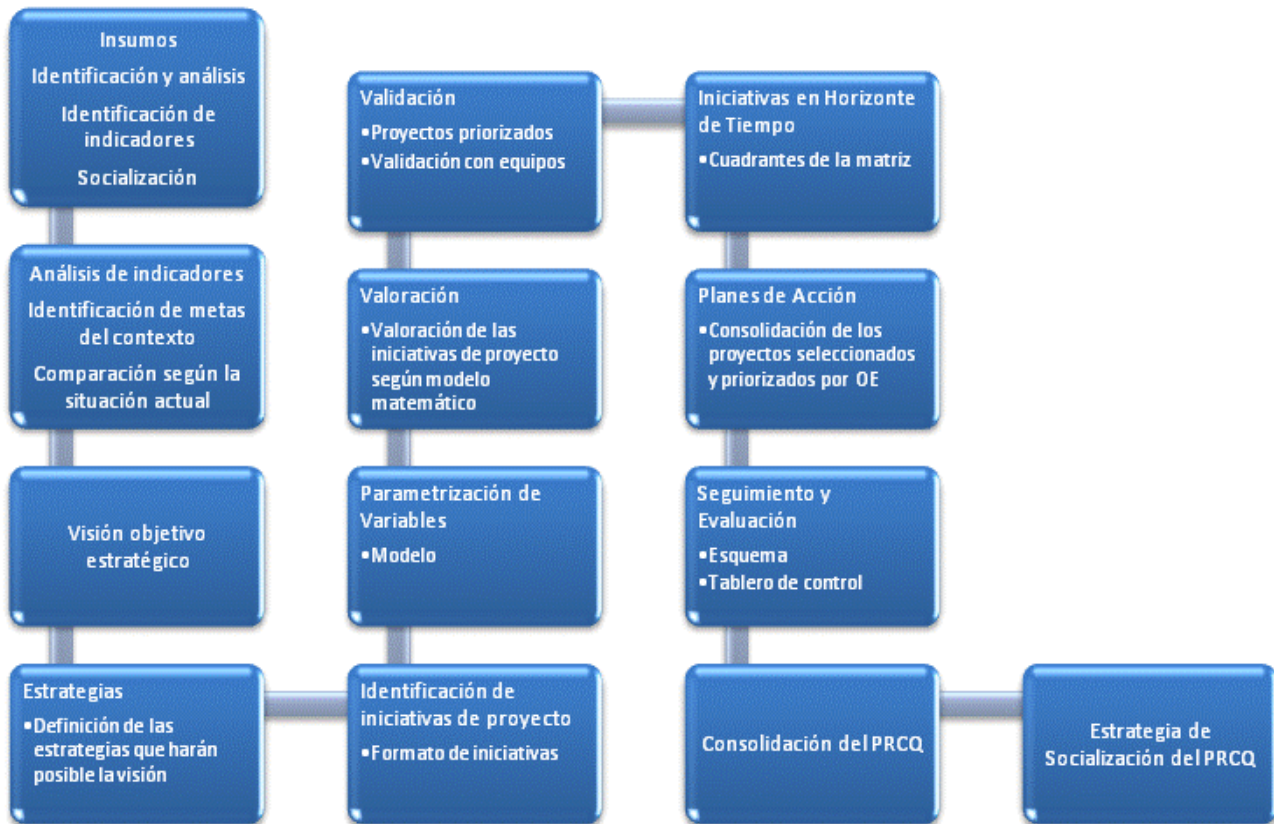 Insumos
Identificación y análisis
Identificación de
indicadores
Socialización
Análisis de indicadores
Identificación de metas
del contexto
Comparación según la
situación actual
Visión objetivo
estratégico
Estrategias
•Definición de las
estrategias que harán
posible la visión
Identificación de
iniciativas de proyecto
•Formato de iniciativas
Parametrización de
Variables
•Modelo
Valoración
•Valoración de las
iniciativas de proyecto
según modelo
matemático
Validación
•Proyectos priorizados
•Validación con equipos
Iniciativas en Horizonte
de Tiempo
•Cuadrantes de la matriz
Planes de Acción
•Consolidación de los
proyectos seleccionados
y priorizados por OE
Seguimiento y
Evaluación
•Esquema
•Tablero de control
Consolidación del PRCQ
Estrategia de
Socialización del PRCQ